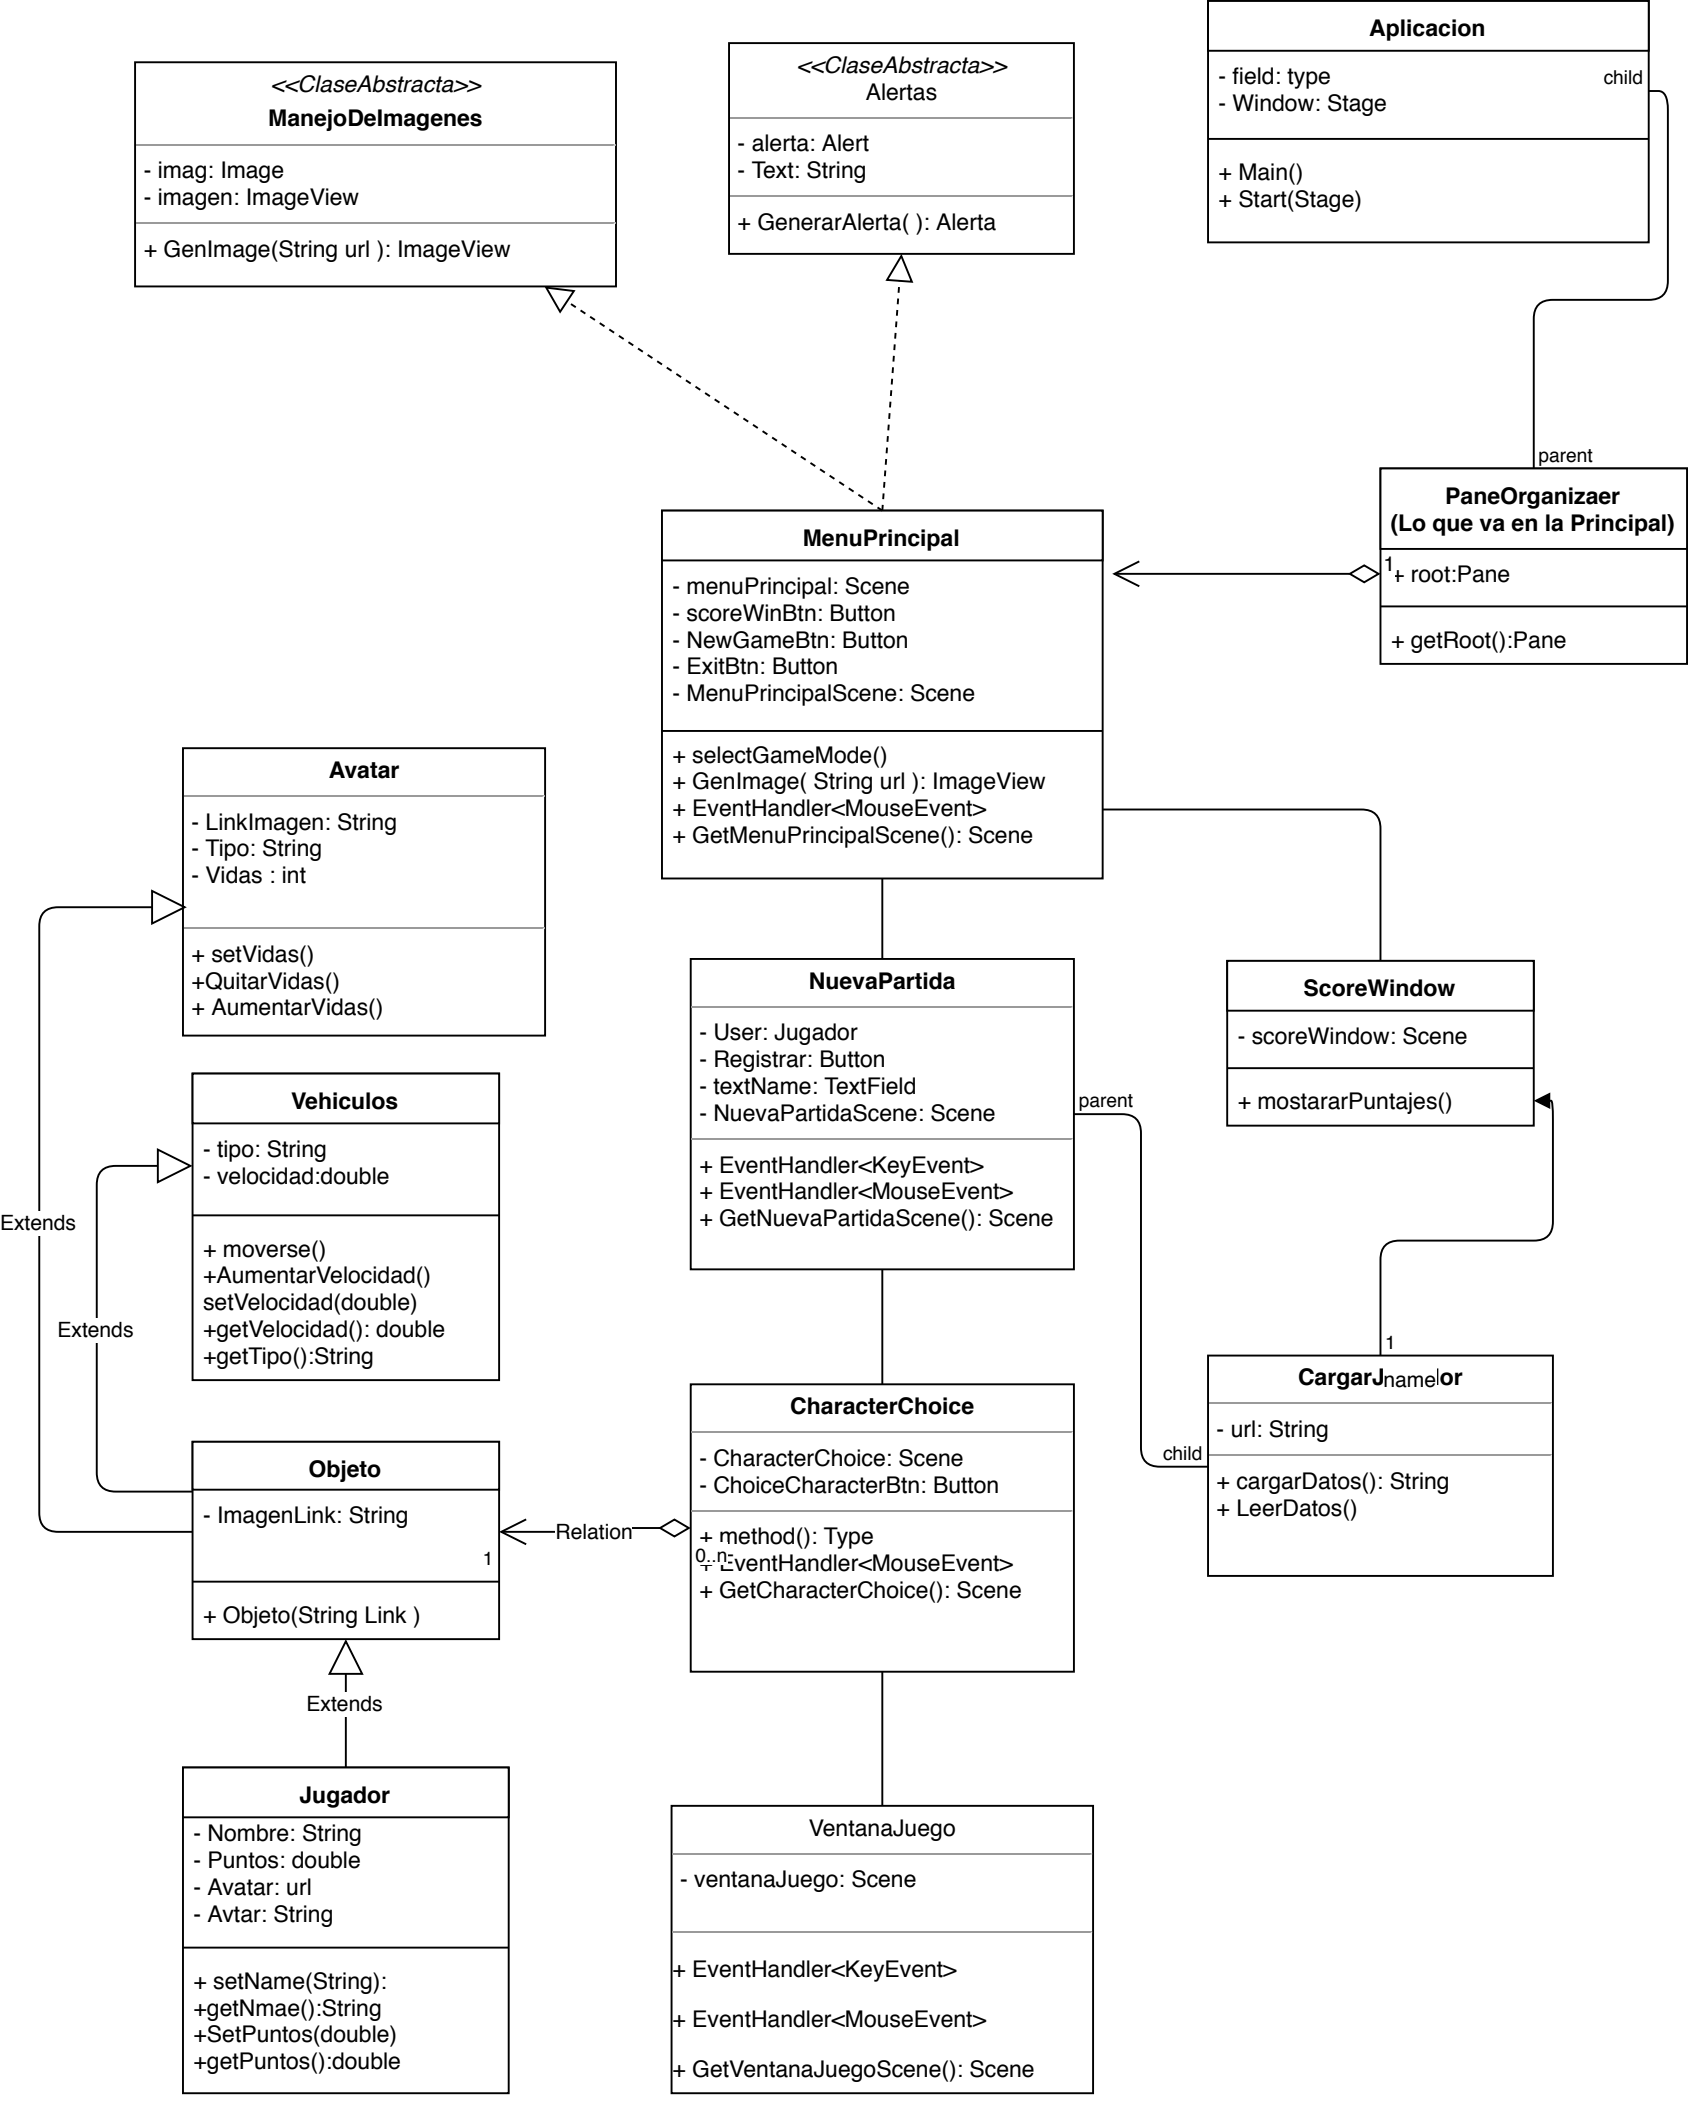 <<ClaseAbstracta>>
ManejoDeImagenes
- imag: Image
- imagen: ImageView
+ GenImage(String url ): ImageView
<<ClaseAbstracta>>
Alertas
- alerta: Alert
- Text: String
+ GenerarAlerta( ): Alerta
Aplicacion
- field: type
- Window: Stage
child
+ Main()
+ Start(Stage)
parent
PaneOrganizaer
(Lo que va en la Principal)
1
+ root:Pane
+ getRoot():Pane
MenuPrincipal
- menuPrincipal: Scene
- scoreWinBtn: Button
- NewGameBtn: Button
- ExitBtn: Button
- MenuPrincipalScene: Scene
+ selectGameMode()
+ GenImage( String url ): ImageView
+ EventHandler<MouseEvent>
+ GetMenuPrincipalScene(): Scene
Avatar
- LinkImagen: String
- Tipo: String
- Vidas : int
+ setVidas()
+QuitarVidas()
+ AumentarVidas()
NuevaPartida
- User: Jugador
- Registrar: Button
- textName: TextField
- NuevaPartidaScene: Scene
parent
+ EventHandler<KeyEvent>
+ EventHandler<MouseEvent>
+ GetNuevaPartidaScene(): Scene
ScoreWindow
- scoreWindow: Scene
+ mostararPuntajes()
Vehiculos
- tipo: String
- velocidad:double
+ moverse()
+AumentarVelocidad()
setVelocidad(double)
+getVelocidad(): double
+getTipo():String
Extends
Extends
1
name
- url: String
child
+ cargarDatos(): String
+ LeerDatos()
CharacterChoice
- CharacterChoice: Scene
- ChoiceCharacterBtn: Button
+ method(): Type
0..n
+ EventHandler<MouseEvent>
+ GetCharacterChoice(): Scene
Relation
Objeto
- ImagenLink: String
1
+ Objeto(String Link )
Extends
Jugador
- Nombre: String
- Puntos: double
- Avatar: url
- Avtar: String
+ setName(String):
+getNmae():String
+SetPuntos(double)
+getPuntos():double
VentanaJuego
- ventanaJuego: Scene
+ EventHandler<KeyEvent>
+ EventHandler<MouseEvent>
+ GetVentanaJuegoScene(): Scene